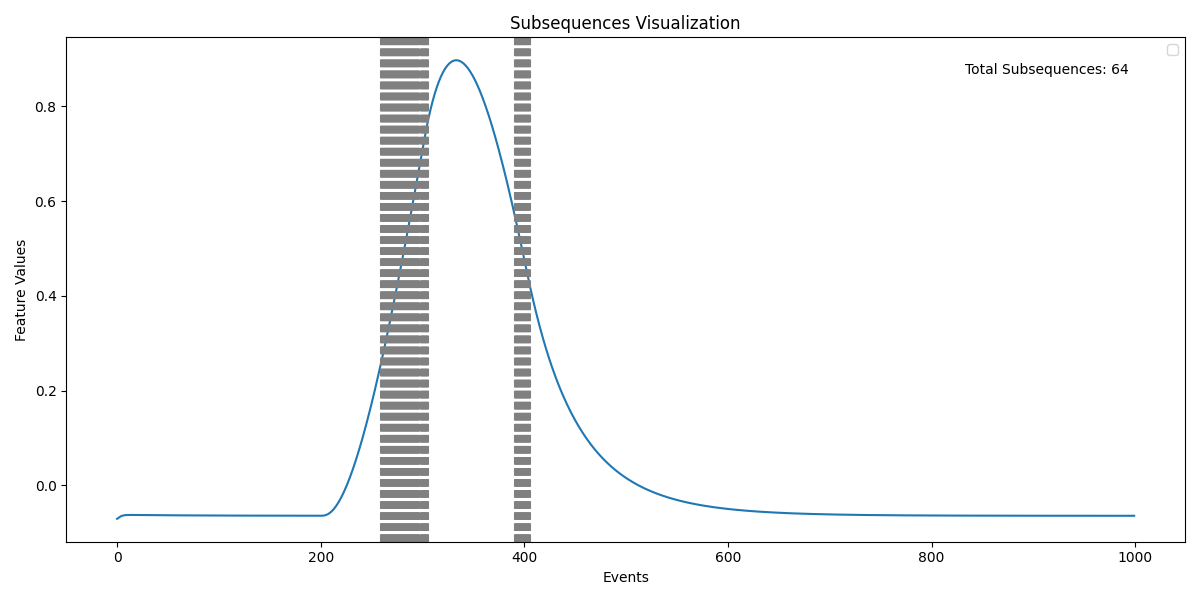 Subsequences Visualization
Total Subsequences: 64
Feature Values
0.8
0.6
0.4
0.2
0.0
0 200 400 600 800 1000
Events